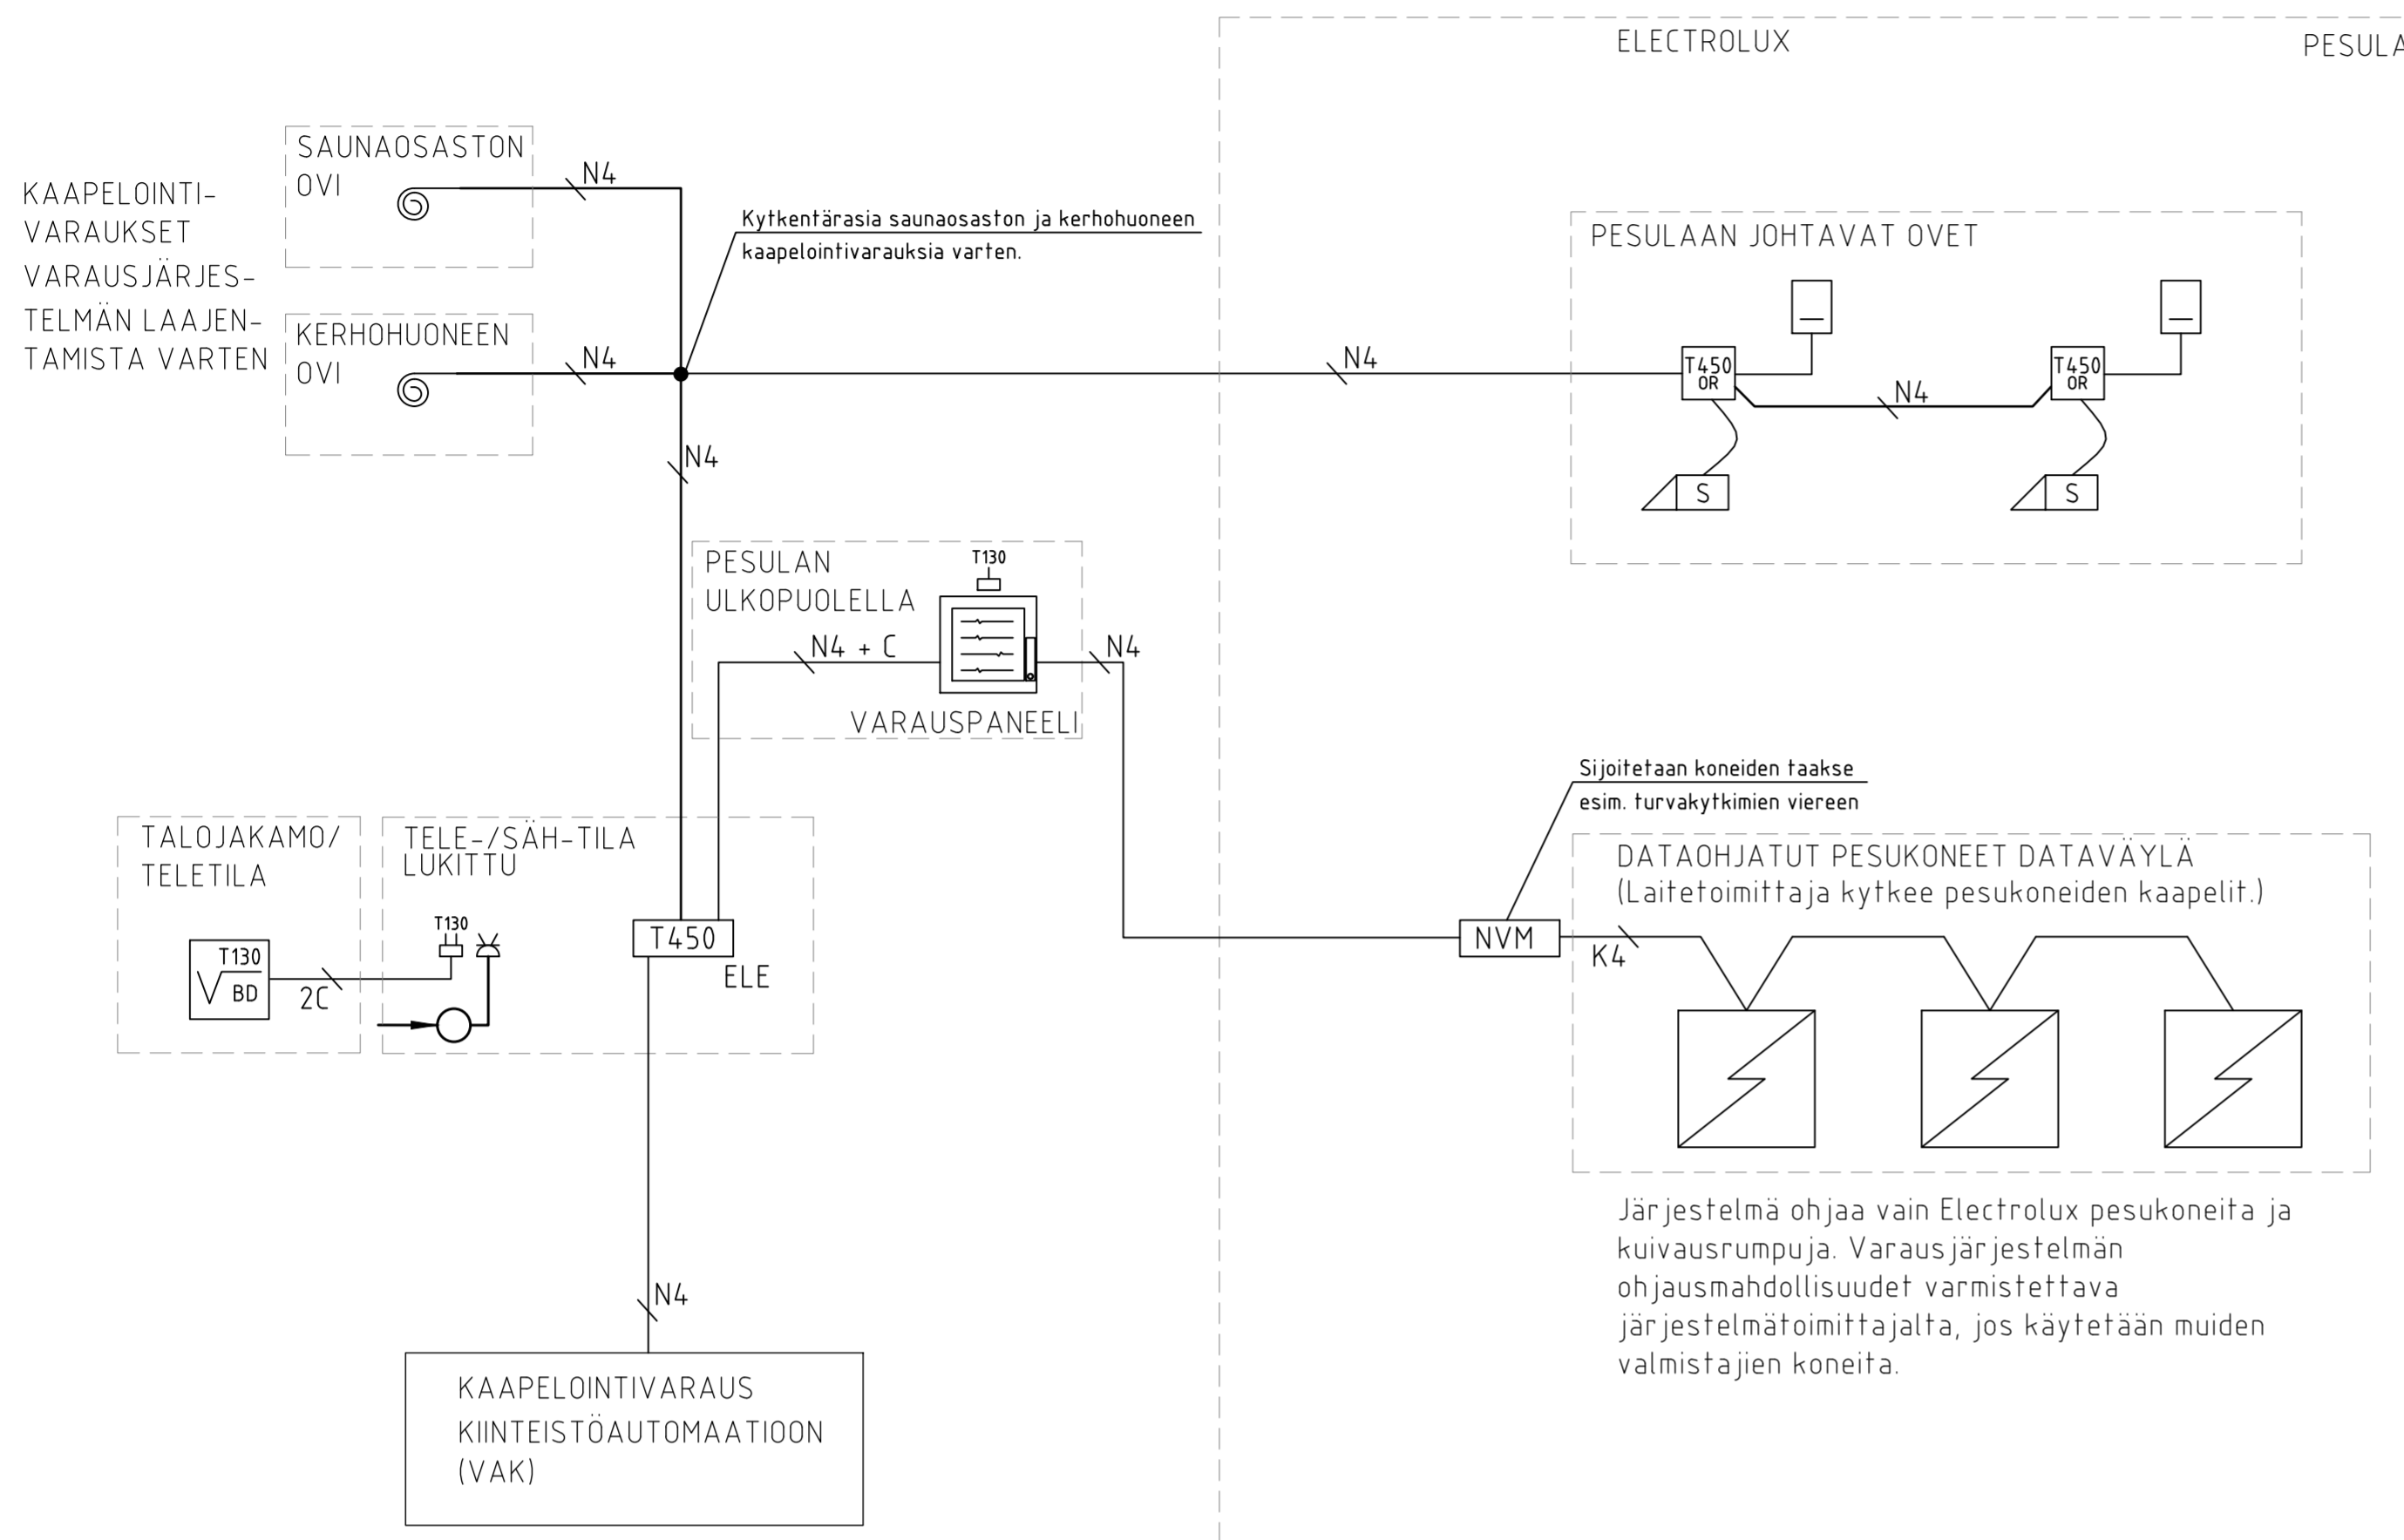 ELECTROLUX
PESULA
SAUNAOSASTON
OVI
N4
KAAPELOINTI-
VARAUKSET
VARAUSJÄRJES-
TELMÄN LAAJEN-
TAMISTA VARTEN
Kytkentärasia saunaosaston ja kerhohuoneen
kaapelointivarauksia varten.
KERHOHUONEEN
OVI
N4
N4
N4
PESULAAN JOHTAVAT OVET
T450
OR
N4
T450
OR
S
S
PESULAN
ULKOPUOLELLA
T130
N4 + C
N4
VARAUSPANEELI
Sijoitetaan koneiden taakse
esim. turvakytkimien viereen
TALOJAKAMO/
TELETILA
T130
BD
2C
TELE-/SÄH-TILA
LUKITTU
T130
T450
ELE
NVM
K4
DATAOHJATUT PESUKONEET DATAVÄYLÄ
(Laitetoimittaja kytkee pesukoneiden kaapelit.)
Järjestelmä ohjaa vain Electrolux pesukoneita ja
kuivausrumpuja. Varausjärjestelmän
ohjausmahdollisuudet varmistettava
järjestelmätoimittajalta, jos käytetään muiden
valmistajien koneita.
N4
KAAPELOINTIVARAUS
KIINTEISTÖAUTOMAATIOON
(VAK)